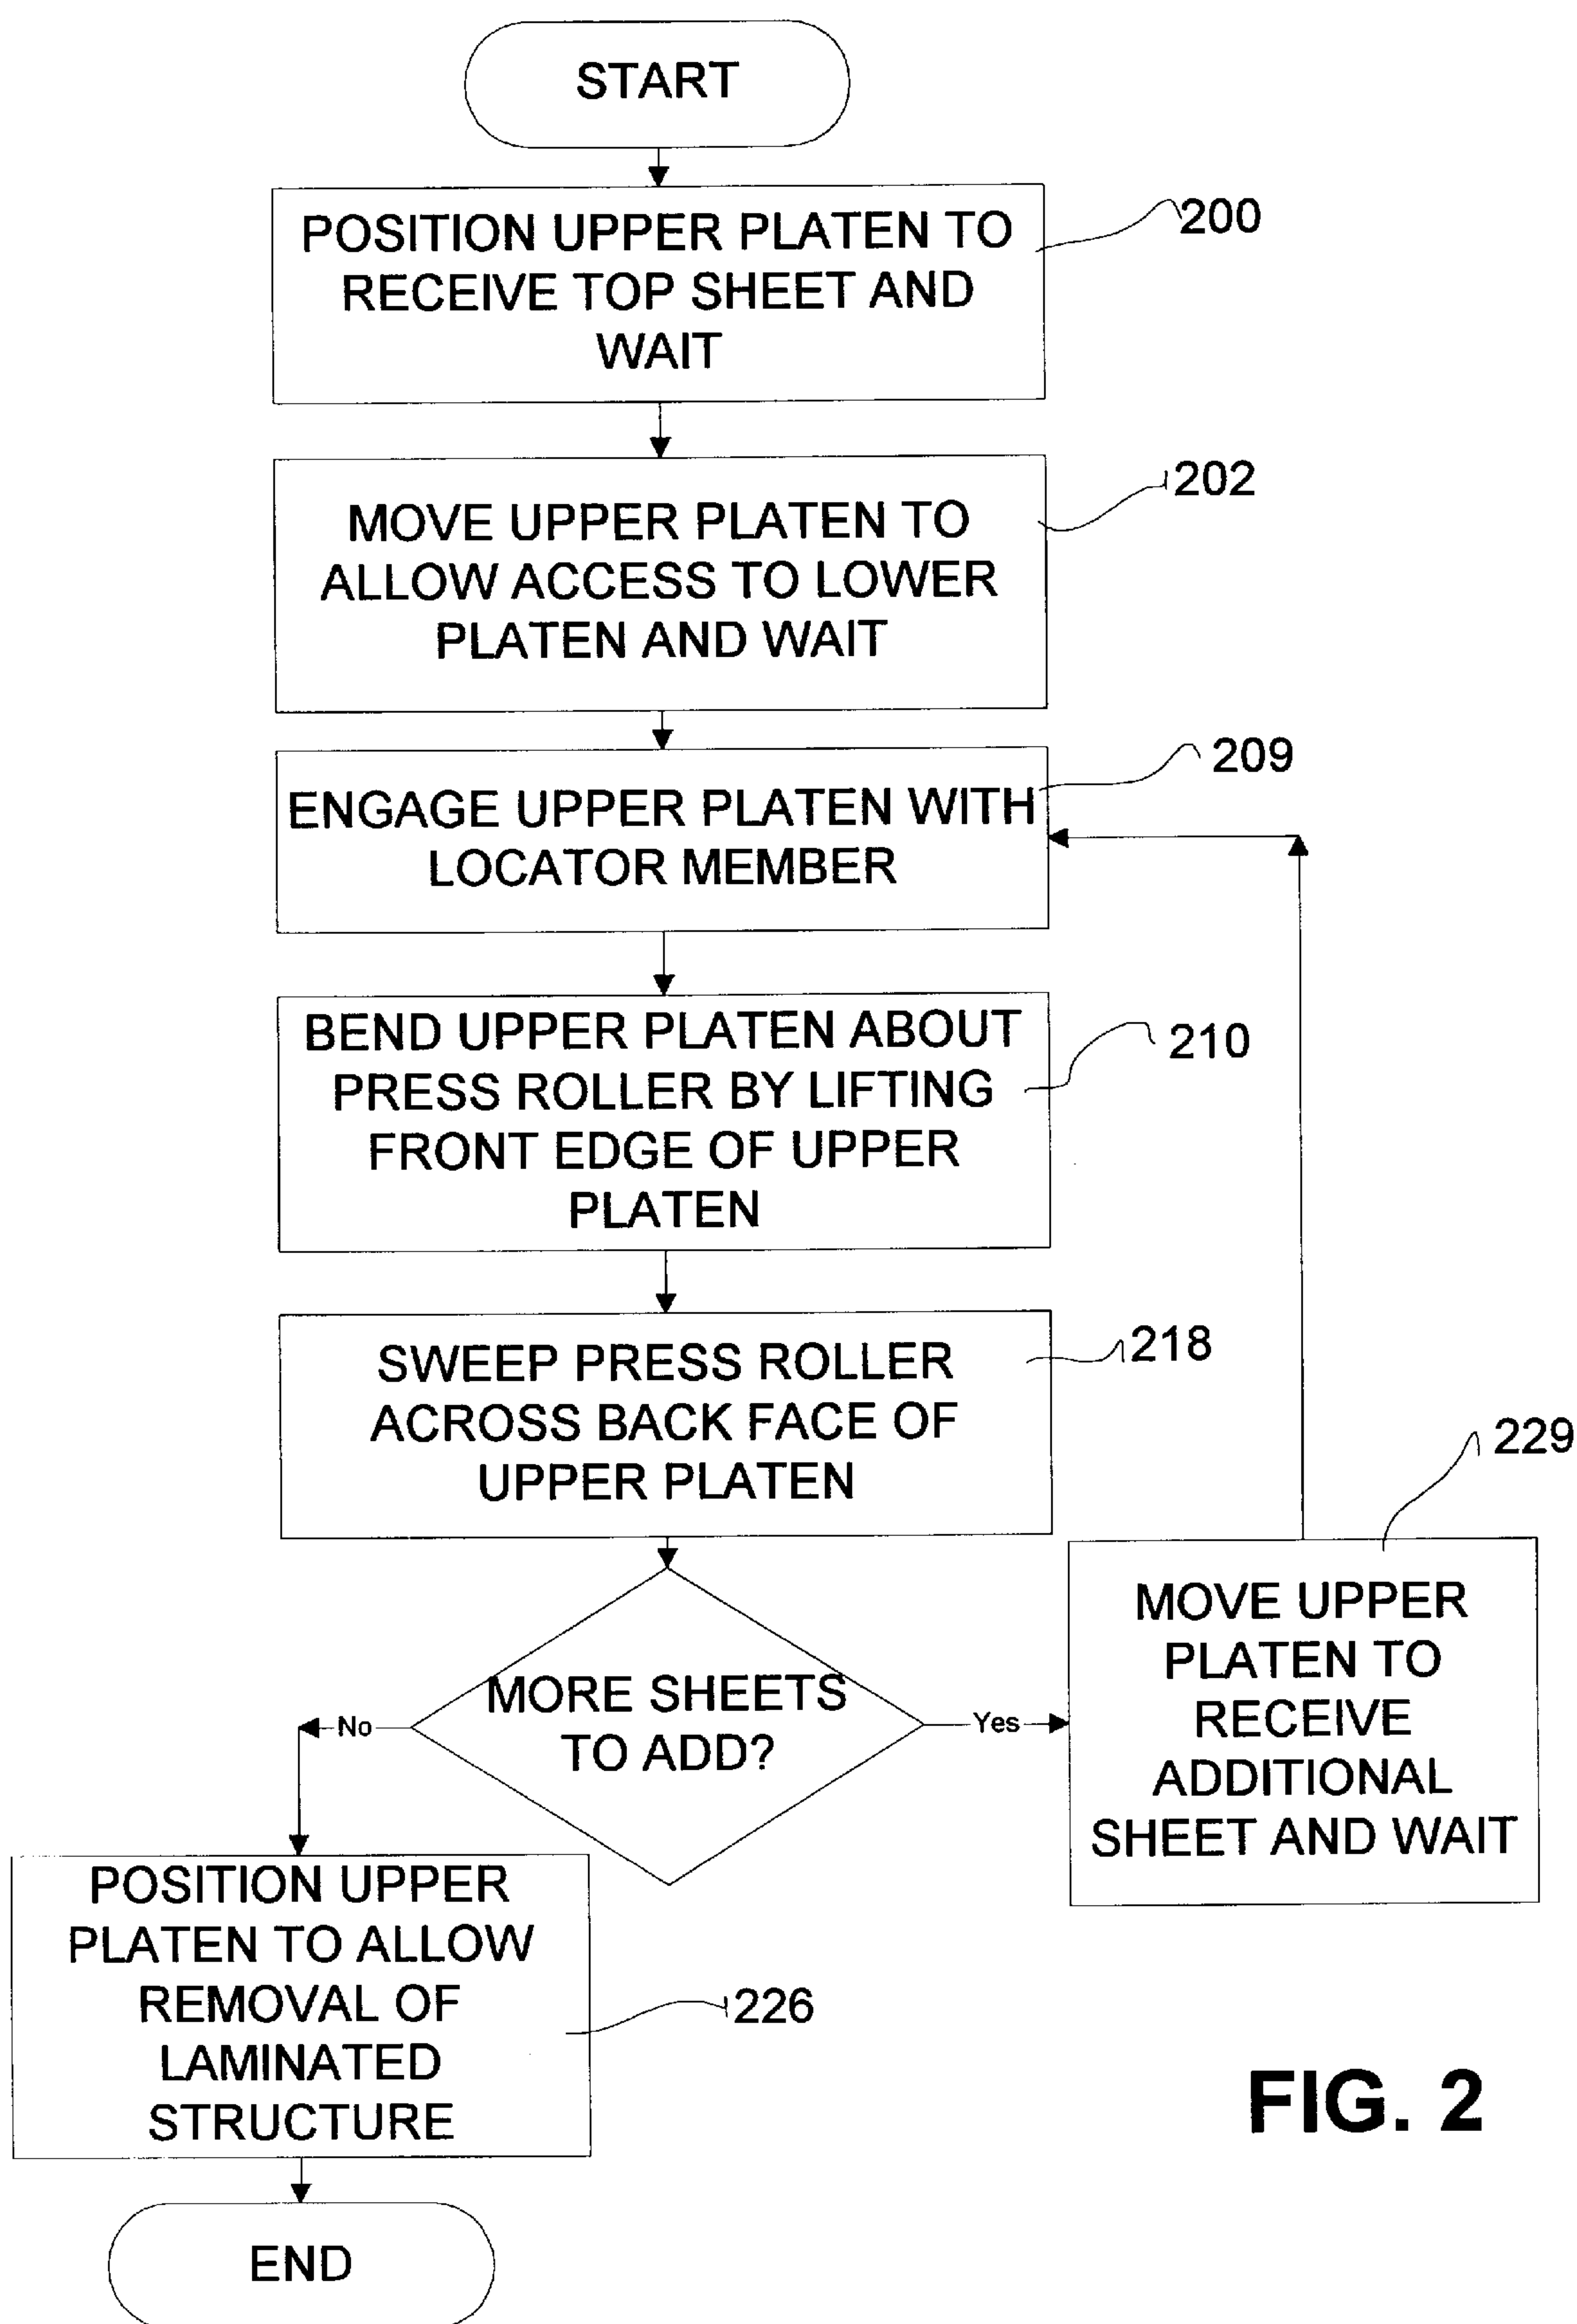 START
POSITION UPPER PLATEN TO
RECEIVE TOP SHEET AND
WAIT
200
MOVE UPPER PLATEN TO
ALLOW ACCESS TO LOWER
PLATEN AND WAIT
202
ENGAGE UPPER PLATEN WITH
LOCATOR MEMBER
209
BEND UPPER PLATEN ABOUT
PRESS ROLLER BY LIFTING
FRONT EDGE OF UPPER
PLATEN
210
SWEEP PRESS ROLLER
ACROSS BACK FACE OF
UPPER PLATEN
218
MORE SHEETS
TO ADD?
No
Yes
229
MOVE UPPER
PLATEN TO
RECEIVE
ADDITIONAL
SHEET AND WAIT
POSITION UPPER
PLATEN TO ALLOW
REMOVAL OF
LAMINATED
STRUCTURE
226
END
FIG. 2